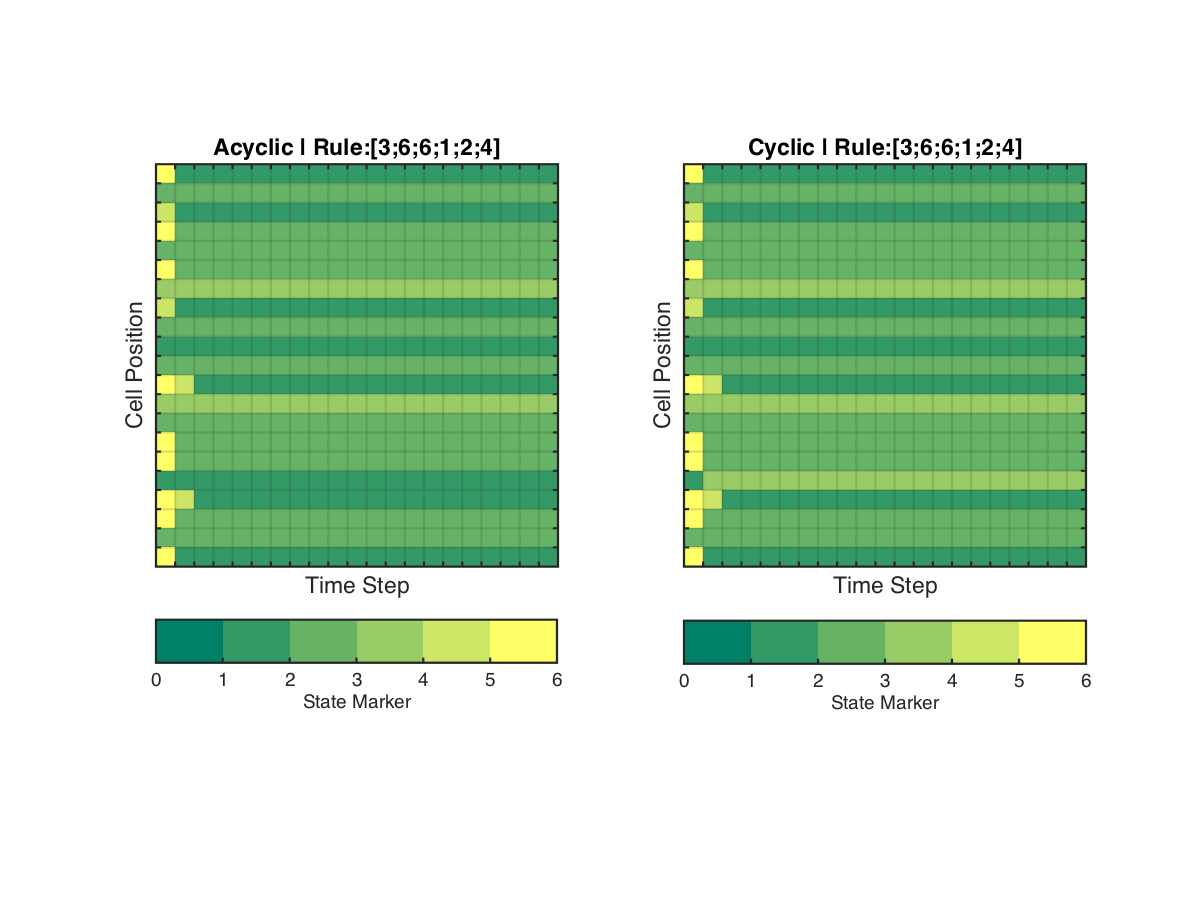 Acyclic | Rule:[3;6;6;1;2;4]
Cell Position
Time Step
0 1 2 3 4 5 6
State Marker
Cyclic | Rule:[3;6;6;1;2;4]
Cell Position
Time Step
0 1 2 3 4 5 6
State Marker